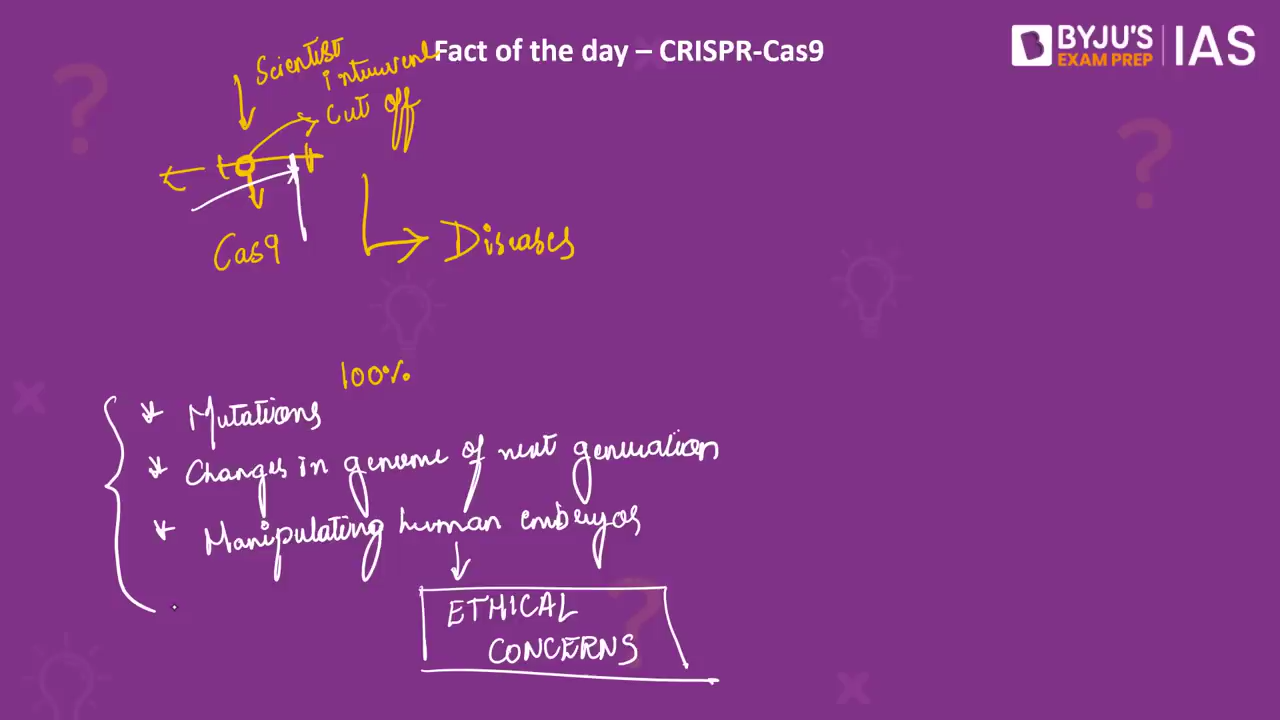 Fact of the day – CRISPR-Cas9
BYJU'S
EXAM PREP
IAS
Scientist
intervene
Cut off
Cas9
Diseases
100%
* Mutations
* Changes in genome of next generation
* Manipulating human embryos
ETHICAL
CONCERNS